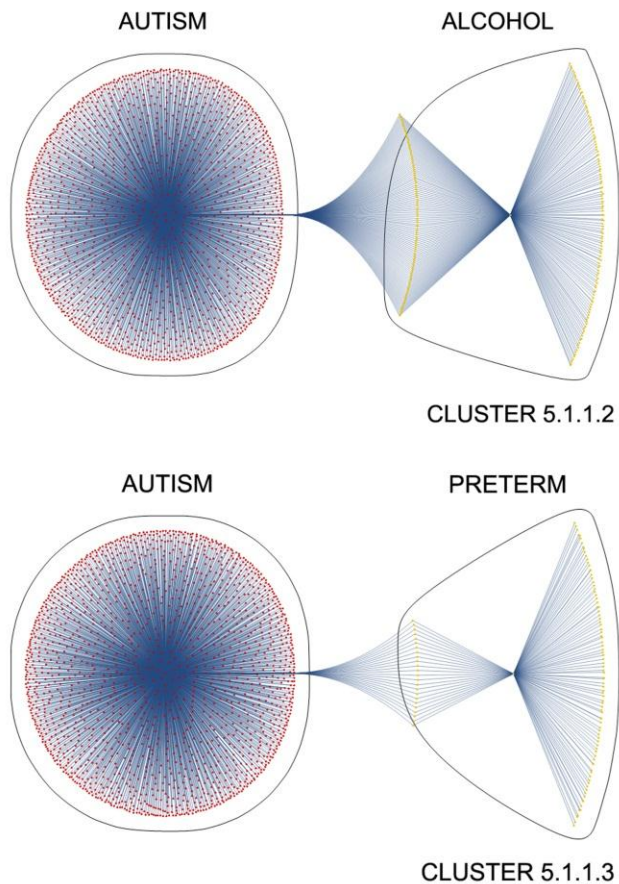 AUTISM
ALCOHOL
CLUSTER 5.1.1.2
AUTISM
PRETERM
CLUSTER 5.1.1.3